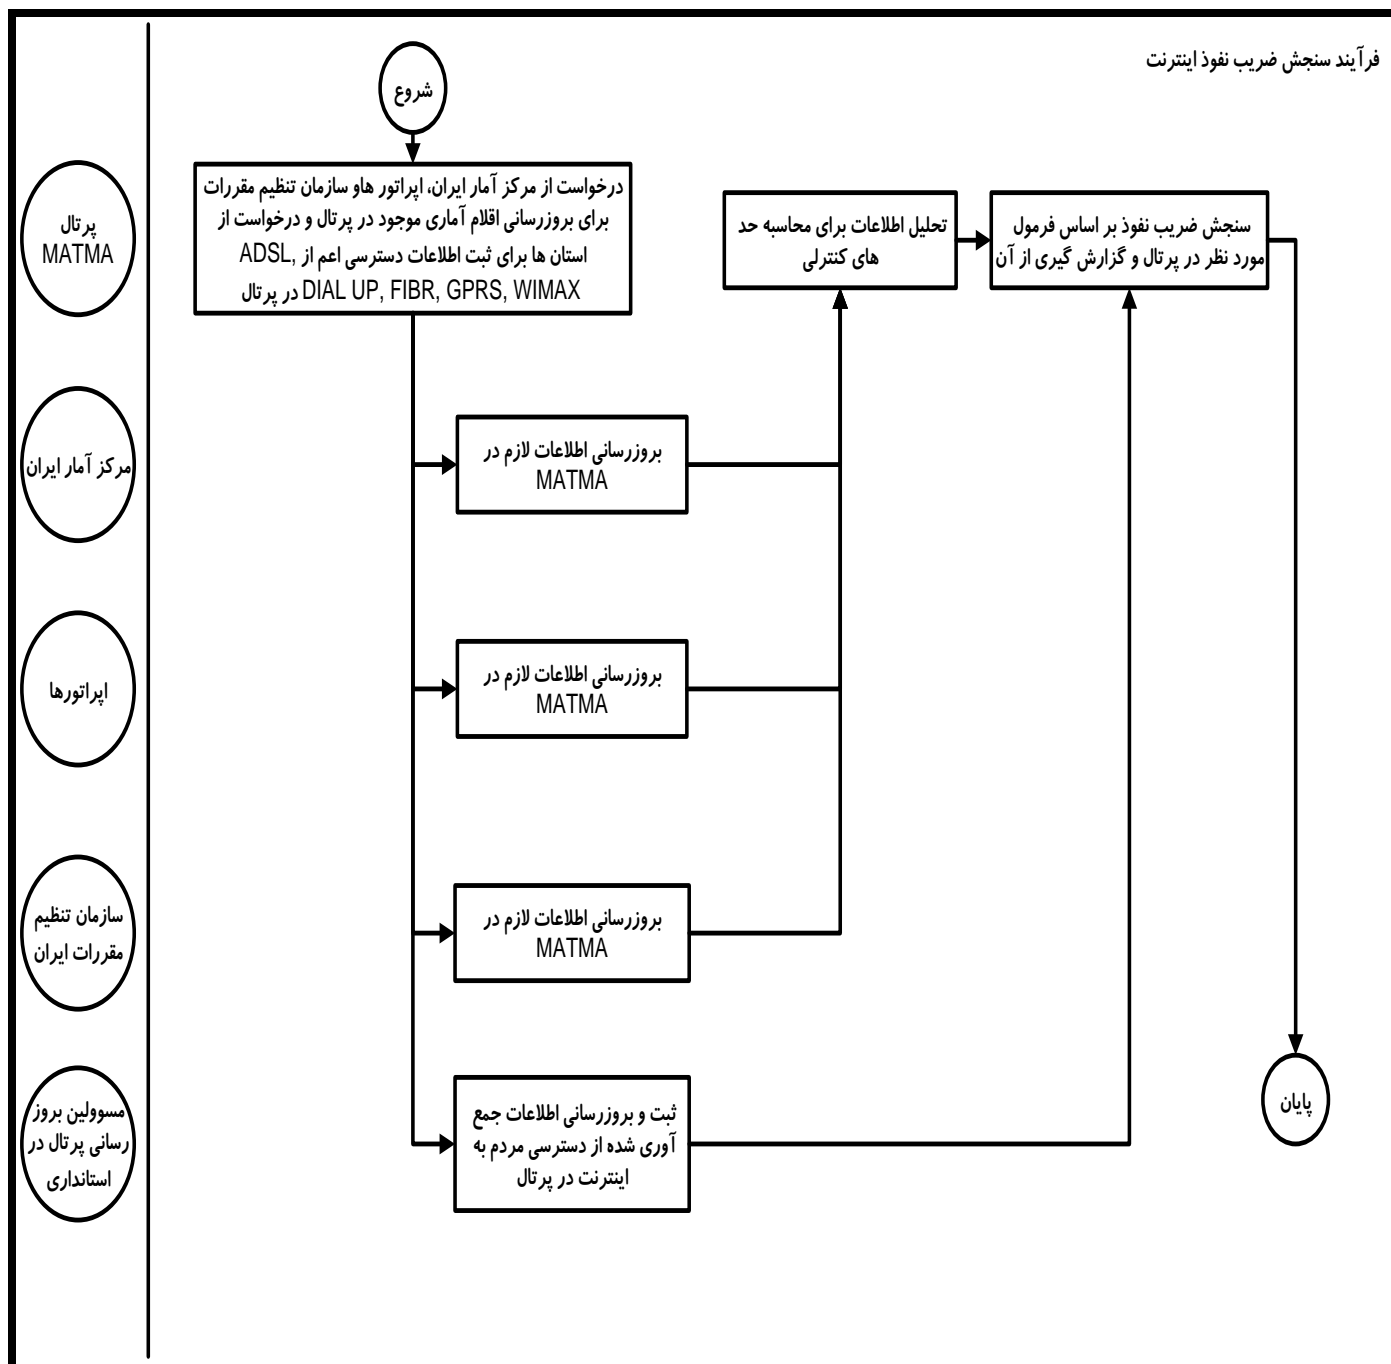 فرآیند سنجش ضریب نفوذ اینترنت
شروع
پرتال
MATMA
درخواست از مرکز آمار ایران، اپراتور هاو سازمان تنظیم مقررات
برای بروزرسانی اقلام آماری موجود در پرتال و درخواست از
استان ها برای ثبت اطلاعات دسترسی اعم از ADSL,
DIAL UP, FIBR, GPRS, WIMAX در پرتال
تحلیل اطلاعات برای محاسبه حد
های کنترلی
سنجش ضریب نفوذ بر اساس فرمول
مورد نظر در پرتال و گزارش گیری از آن
مرکز آمار ایران
بروزرسانی اطلاعات لازم در
MATMA
اپراتورها
بروزرسانی اطلاعات لازم در
MATMA
سازمان تنظیم
مقررات ایران
بروزرسانی اطلاعات لازم در
MATMA
مسوولین بروز
رسانی پرتال در
استانداری
ثبت و بروزرسانی اطلاعات جمع
آوری شده از دسترسی مردم به
اینترنت در پرتال
پایان